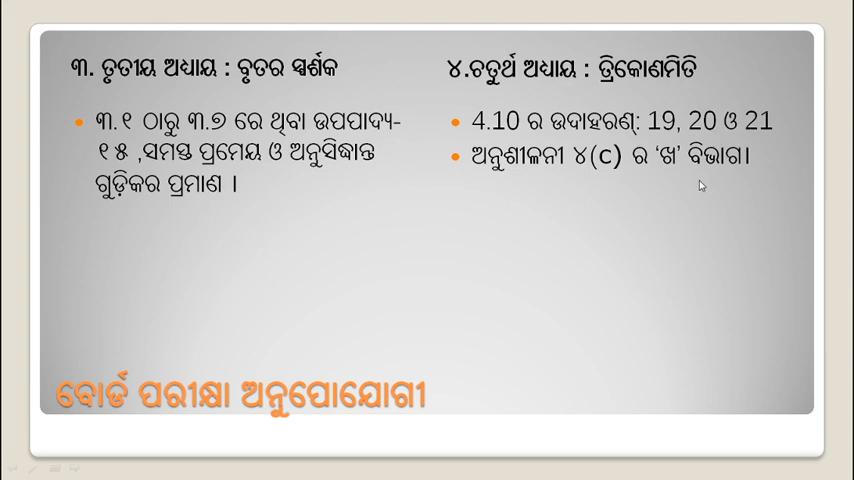 ୩. ତୃତୀୟ ଅଧ୍ୟାୟ : ବୃତର ସ୍ପର୍ଶକ
୩.୧ ଠାରୁ ୩.୭ ରେ ଥିବା ଉପପାଦ୍ୟ-
୧୫ ,ସମସ୍ତ ପ୍ରମେୟ ଓ ଅନୁସିଦ୍ଧାନ୍ତ
ଗୁଡ଼ିକର ପ୍ରମାଣ ।
୪.ଚତୁର୍ଥ ଅଧ୍ୟାୟ : ତ୍ରିକୋଣମିତି
4.10 ର ଉଦାହରଣ୍: 19, 20 ଓ 21
ଅନୁଶୀଳନୀ ୪(c) ର ‘ଖ’ ବିଭାଗ।
ବୋର୍ଡ ପରୀକ୍ଷା ଅନୁପୋଯୋଗୀ